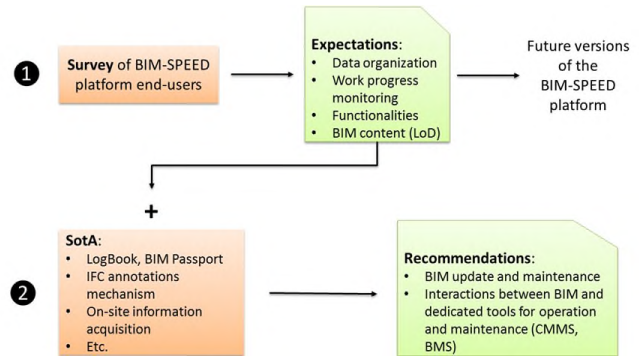 1
Survey of BIM-SPEED
platform end-users
Expectations:
• Data organization
• Work progress
monitoring
• Functionalities
• BIM content (LoD)
Future versions
of the
BIM-SPEED
platform
+
2
SotA:
• LogBook, BIM Passport
• IFC annotations
mechanism
• On-site information
acquisition
• Etc.
Recommendations:
• BIM update and maintenance
• Interactions between BIM and
dedicated tools for operation
and maintenance (CMMS,
BMS)